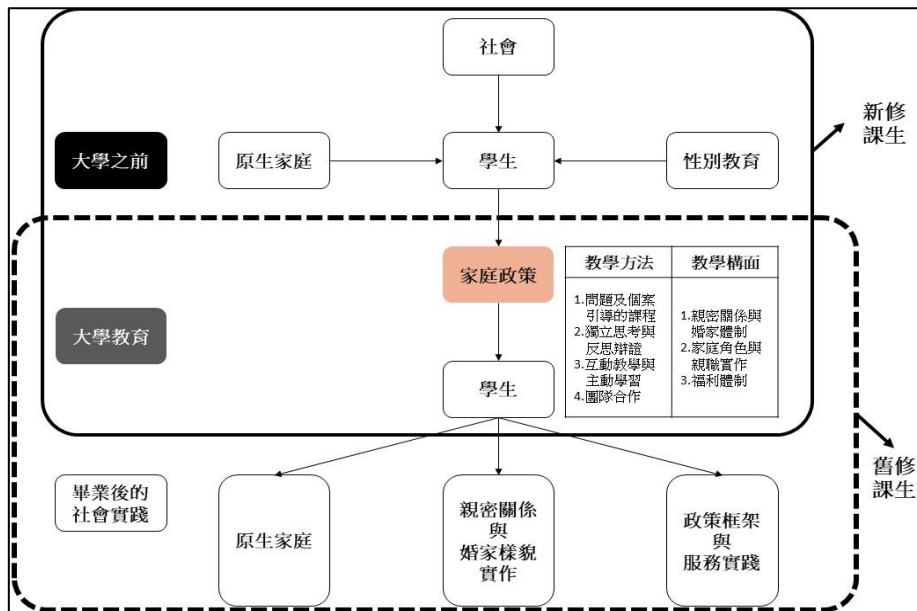 社會
新修
課生
大學之前
原生家庭
學生
性別教育
家庭政策
教學方法
教學構面
1.問題及個案
引導的課程
2.獨立思考與
反思辯證
3.互動教學與
主動學習
4.團隊合作
1.親密關係與
婚家體制
2.家庭角色與
親職實作
3.福利體制
大學教育
學生
舊修
課生
畢業後的
社會實踐
原生家庭
親密關係
與
婚家樣貌
實作
政策框架
與
服務實踐